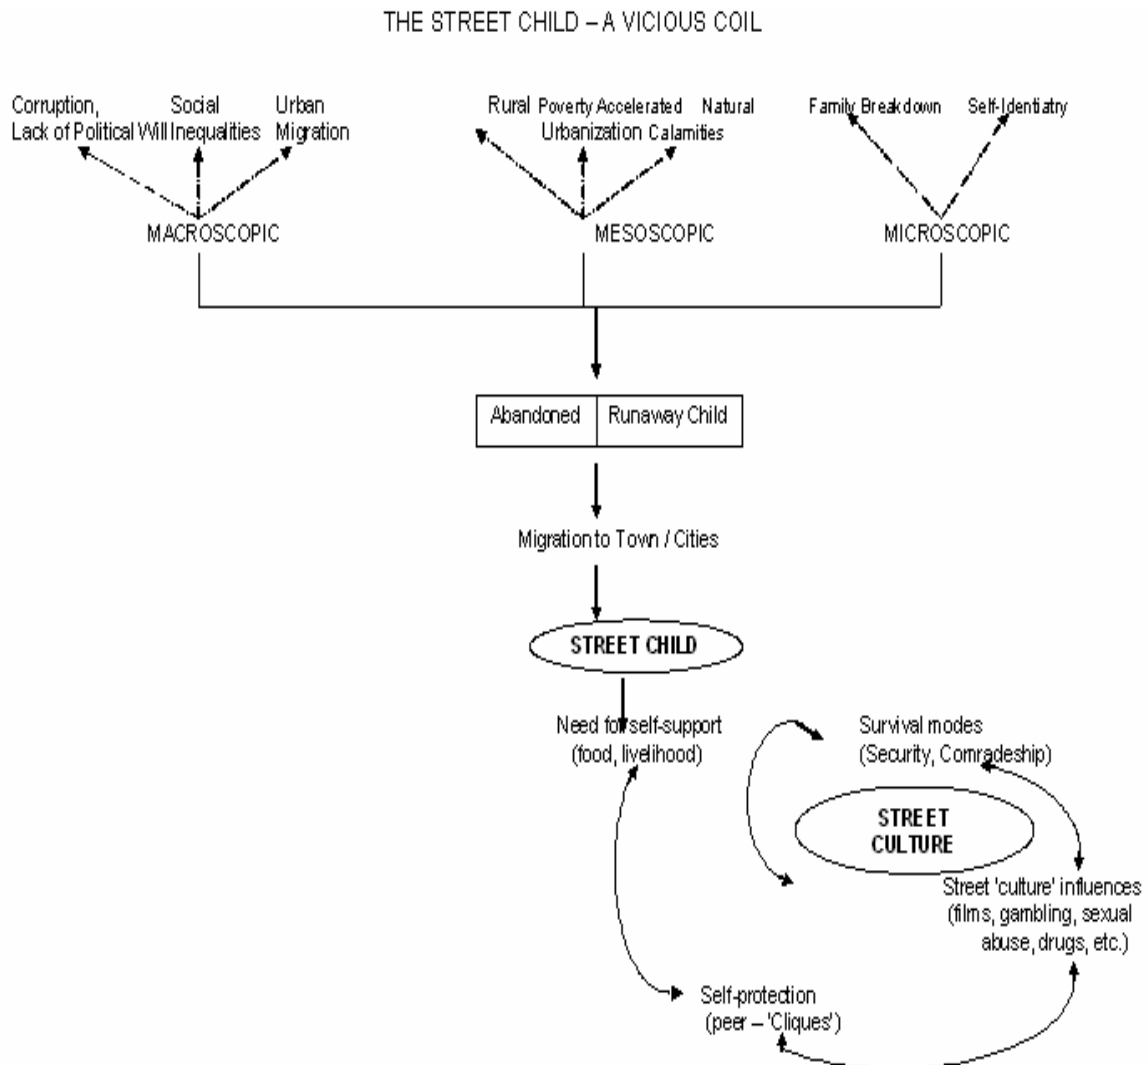 THE STREET CHILD – A VICIOUS COIL
Corruption,
Lack of Political Will
Social
Inequalities
Urban
Migration
Rural Poverty Accelerated Natural
Urbanization Calamities
Family Breakdown
Self-Identiatry
MACROSCOPIC
MESOSCOPIC
MICROSCOPIC
Abandoned
Runaway Child
Migration to Town / Cities
STREET CHILD
Need for self-support
(food, livelihood)
Survival modes
(Security, Comradeship)
STREET
CULTURE
Street 'culture' influences
(films, gambling, sexual
abuse, drugs, etc.)
Self-protection
(peer – 'Cliques')